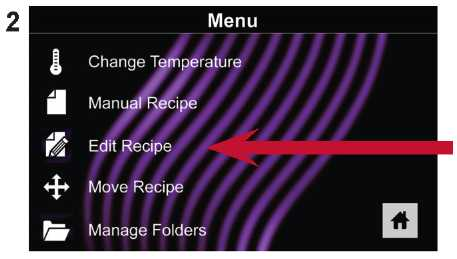 2
Menu
Change Temperature
Manual Recipe
Edit Recipe
Move Recipe
Manage Folders